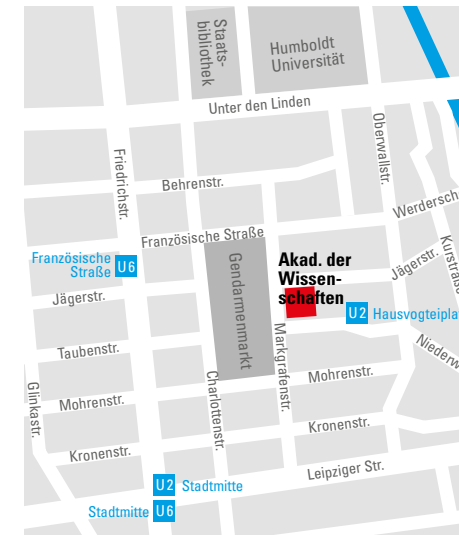 Staats-
bibliothek
Humboldt
Universität
Unter den Linden
Oberwallstr.
Friedrichstr.
Behrenstr.
Werdersch
Französische Straße
Kurstraße
Französische
Straße U6
Akad. der
Wissen-
schaften
Jägerstr.
Gendarmenmarkt
Jägerstr.
U2 Hausvogteipla
Markgrafenstr.
Taubenstr.
Niederw
Glinkastr.
Charlottenstr.
Mohrenstr.
Mohrenstr.
Kronenstr.
Kronenstr.
Leipziger Str.
U2 Stadtmitte
Stadtmitte U6